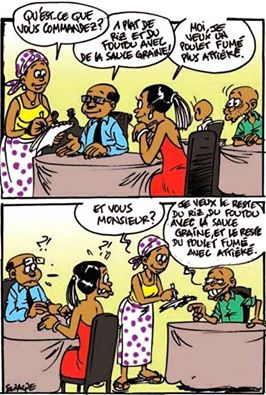 QU'EST-CE QUE
VOUS COMMANDEZ?
1 PLAT DE
RIZ ET DU
FOUTOU AVEC
DE LA SAUCE GRAINE!
MOI, JE
VEUX UN
POULET FUMÉ
PLUS ATTIÉKÉ.
ET VOUS
MONSIEUR?
JE VEUX LE RESTE
DU RIZ, DU FOUTOU
AVEC LA SAUCE
GRAINE, ET LE RESTE
DU POULET FUMÉ
AVEC ATTIÉKÉ.
?!
?!